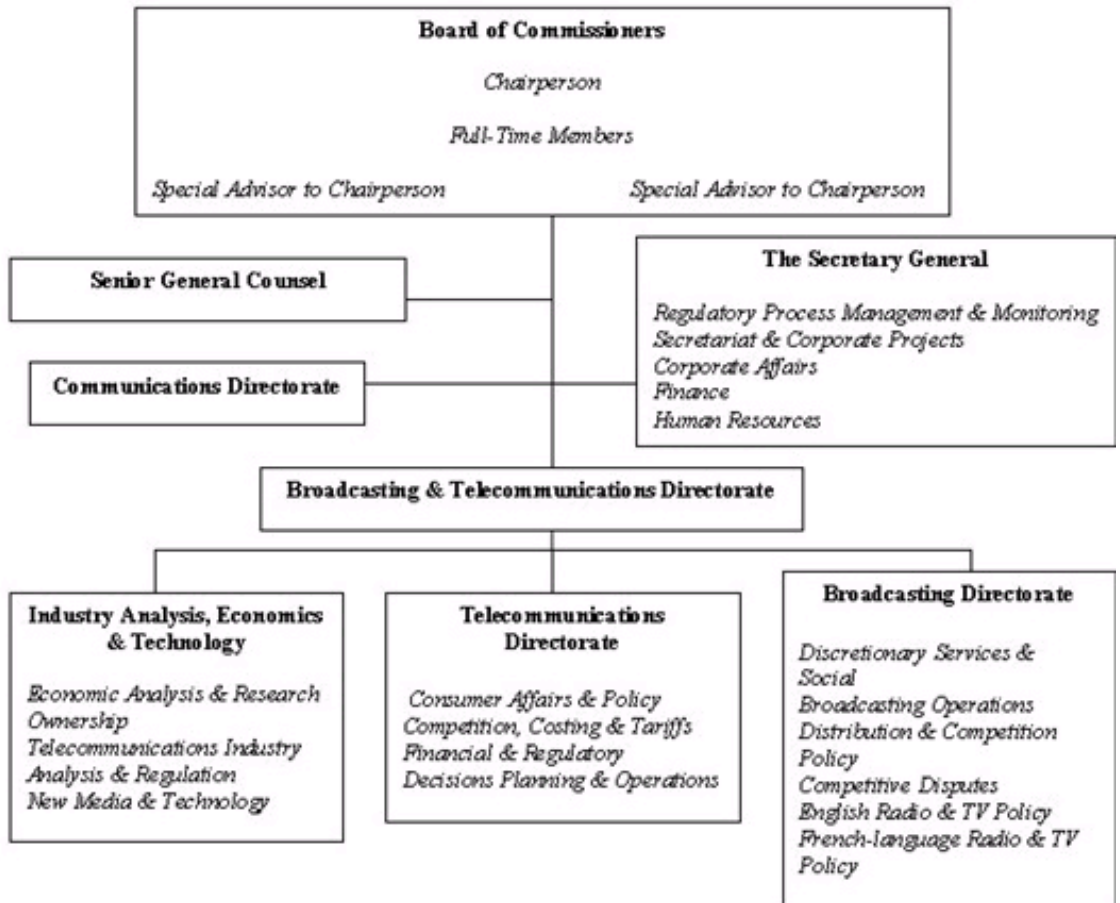 Board of Commissioners
Chairperson
Full-Time Members
Special Advisor to Chairperson
Special Advisor to Chairperson
Senior General Counsel
The Secretary General
Regulatory Process Management & Monitoring
Secretariat & Corporate Projects
Corporate Affairs
Finance
Human Resources
Communications Directorate
Broadcasting & Telecommunications Directorate
Industry Analysis, Economics
& Technology
Economic Analysis & Research
Ownership
Telecommunications Industry
Analysis & Regulation
New Media & Technology
Telecommunications
Directorate
Consumer Affairs & Policy
Competition, Costing & Tariffs
Financial & Regulatory
Decisions Planning & Operations
Broadcasting Directorate
Discretionary Services &
Social
Broadcasting Operations
Distribution & Competition
Policy
Competitive Disputes
English Radio & TV Policy
French-language Radio & TV
Policy